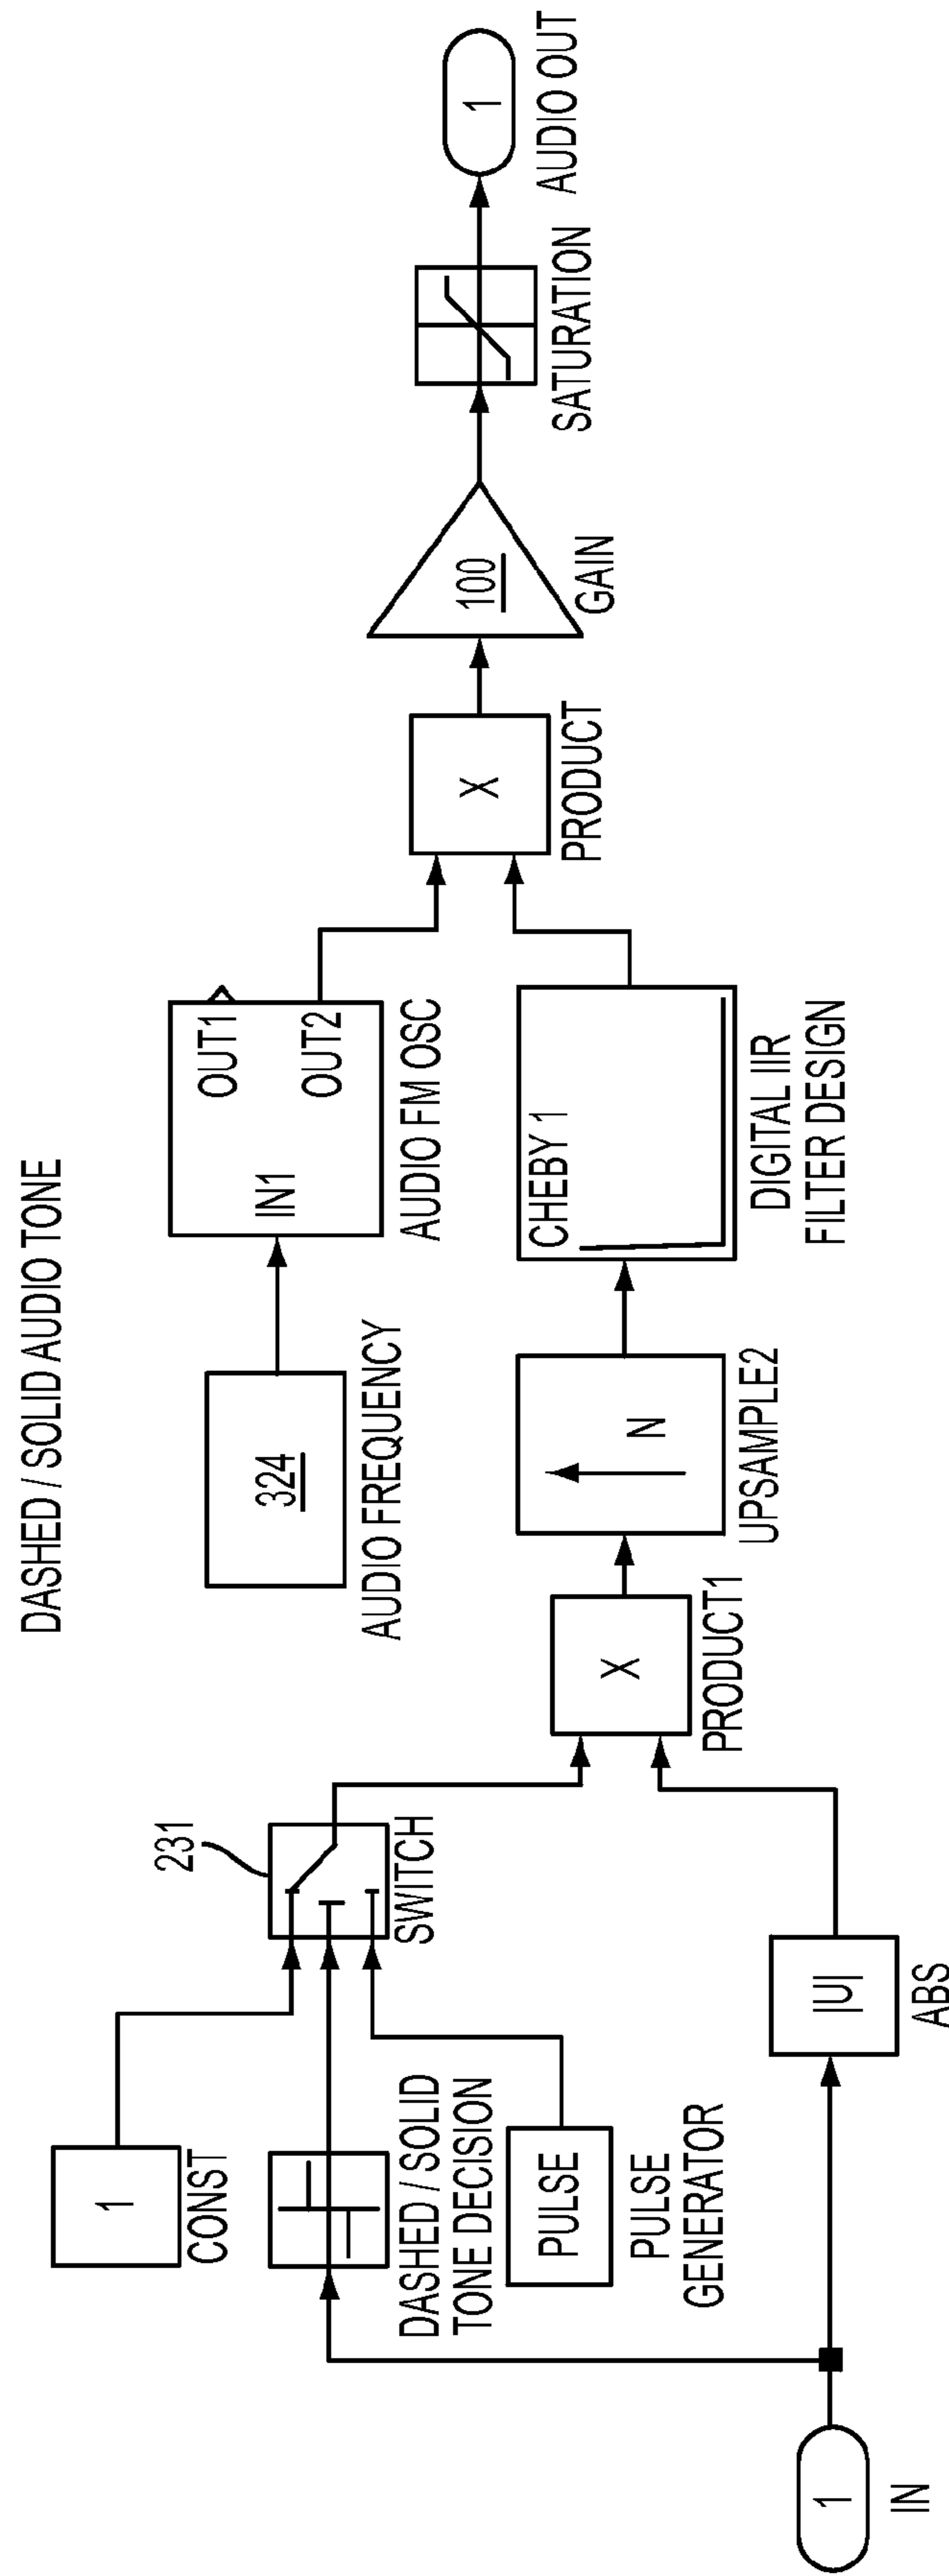 DASHED / SOLID AUDIO TONE
1
CONST
231
SWITCH
DASHED / SOLID
TONE DECISION
PULSE
PULSE
GENERATOR
1
IN
|U|
ABS
X
PRODUCT1
N
UPSAMPLE2
CHEBY 1
DIGITAL IIR
FILTER DESIGN
324
AUDIO FREQUENCY
IN1
OUT1
OUT2
AUDIO FM OSC
X
PRODUCT
100
GAIN
SATURATION
1
AUDIO OUT